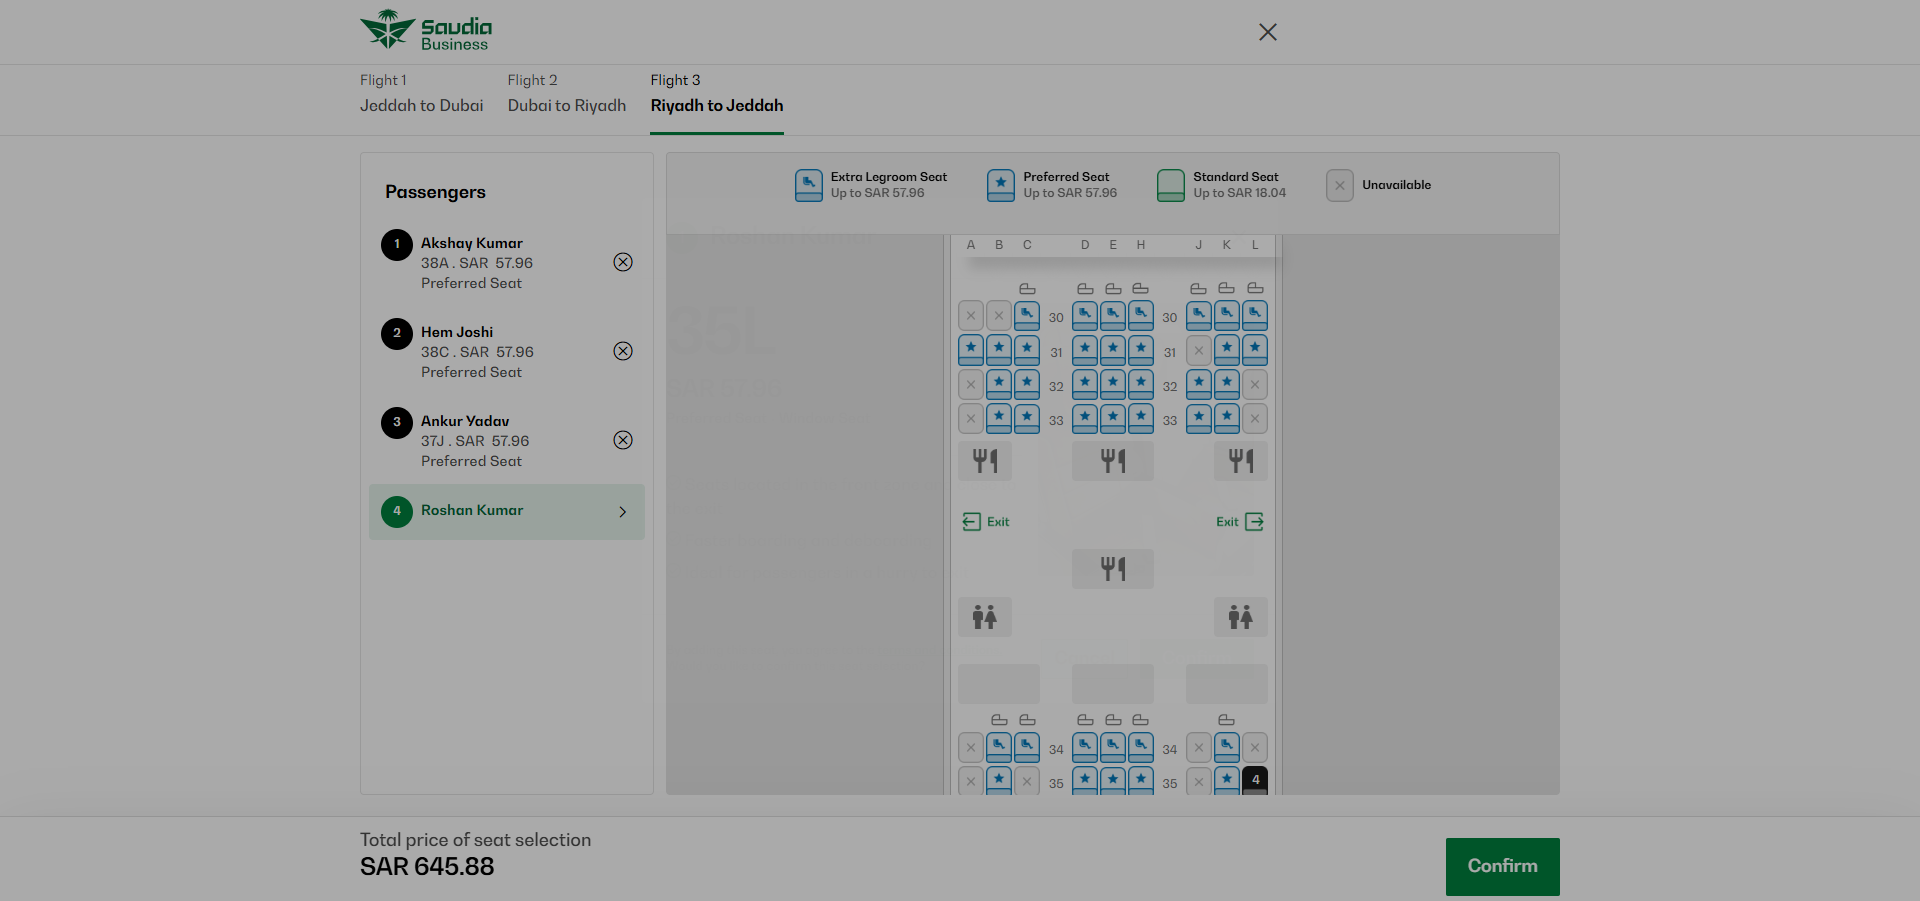 Saudia
Business
Flight 1
Jeddah to Dubai
Flight 2
Dubai to Riyadh
Flight 3
Riyadh to Jeddah
Passengers
1
Akshay Kumar
38A . SAR 57.96
Preferred Seat
2
Hem Joshi
38C . SAR 57.96
Preferred Seat
3
Ankur Yadav
37J . SAR 57.96
Preferred Seat
4
Roshan Kumar
Extra Legroom Seat
Up to SAR 57.96
Preferred Seat
Up to SAR 57.96
Standard Seat
Up to SAR 18.04
Unavailable
A B C D E H J K L
35L
30 30
31 31
32 32
33 33
Exit Exit
34 34
35 35 4
Total price of seat selection
SAR 645.88
Confirm